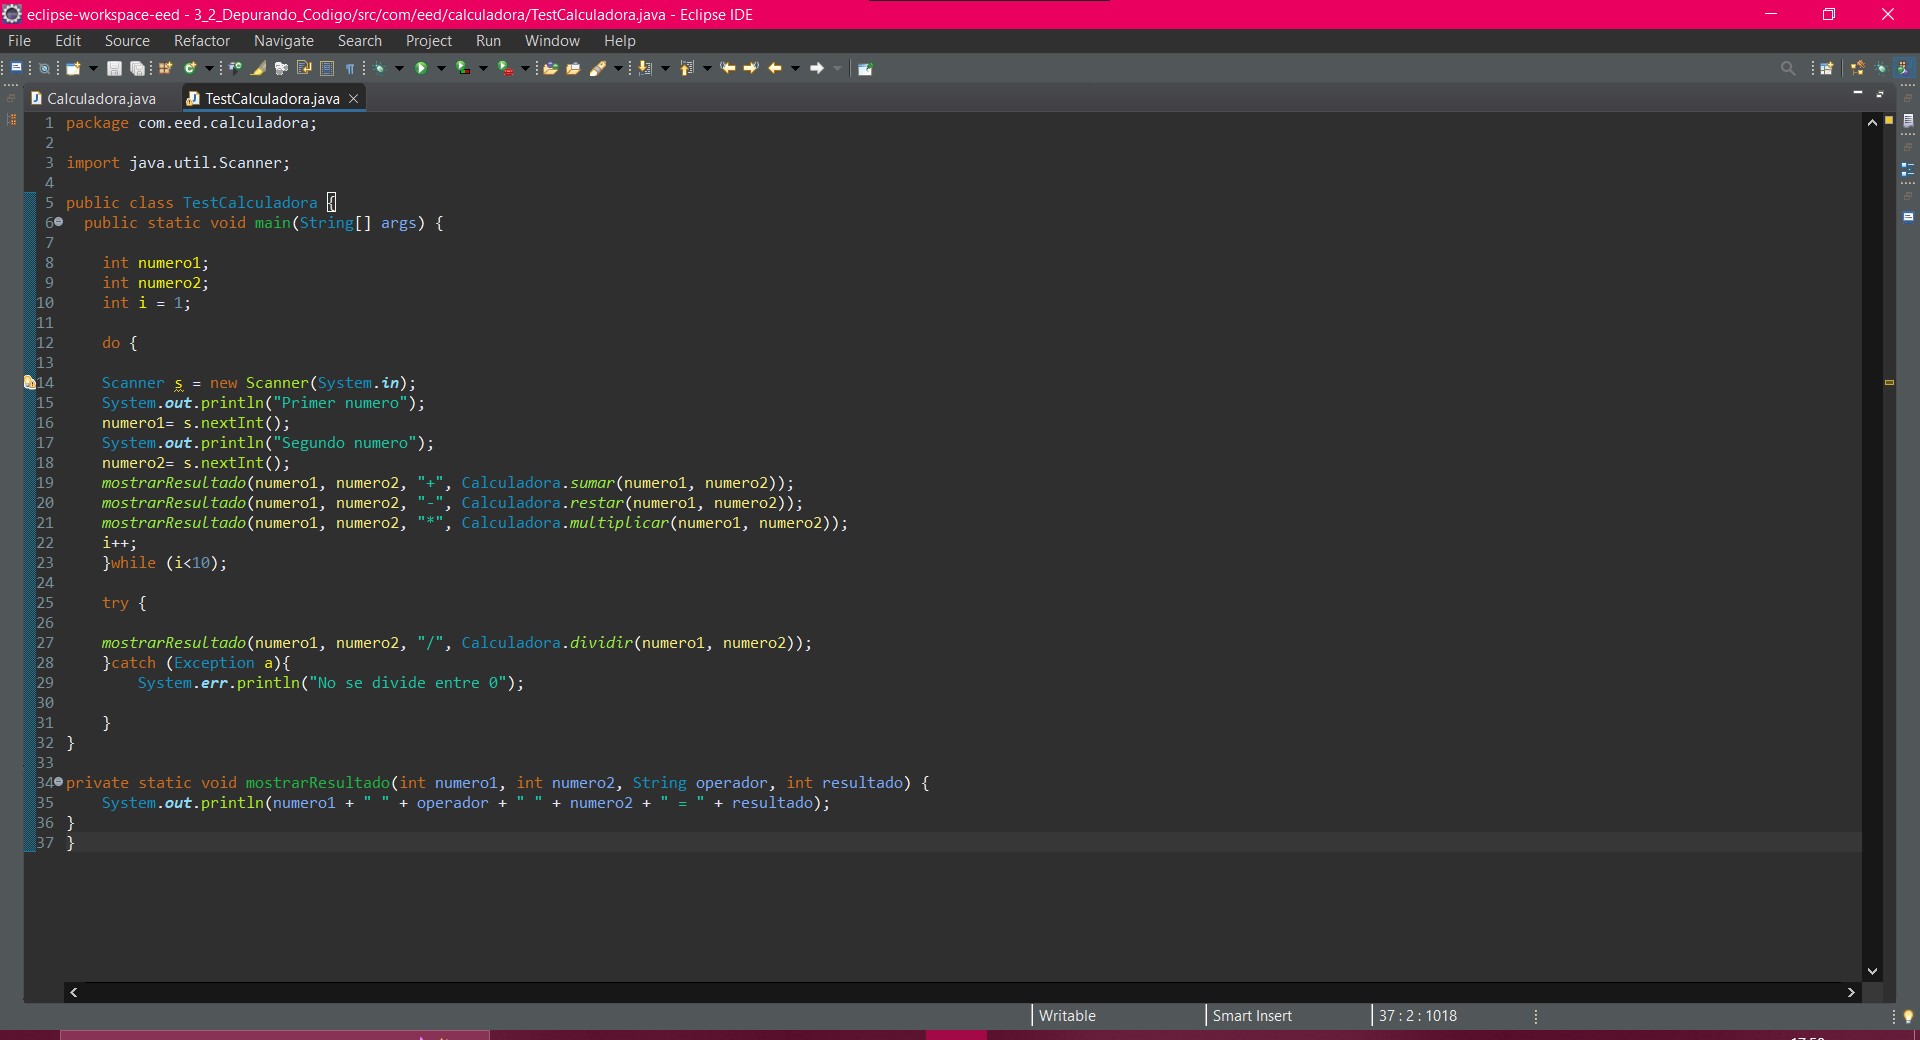 eclipse-workspace-eed - 3_2_Depurando_Codigo/src/com/eed/calculadora/TestCalculadora.java - Eclipse IDE
File Edit Source Refactor Navigate Search Project Run Window Help
Calculadora.java TestCalculadora.java
1 package com.eed.calculadora;
2
3 import java.util.Scanner;
4
5 public class TestCalculadora {
6 public static void main(String[] args) {
7
8 int numero1;
9 int numero2;
10 int i = 1;
11
12 do {
13
14 Scanner s = new Scanner(System.in);
15 System.out.println("Primer numero");
16 numero1= s.nextInt();
17 System.out.println("Segundo numero");
18 numero2= s.nextInt();
19 mostrarResultado(numero1, numero2, "+", Calculadora.sumar(numero1, numero2));
20 mostrarResultado(numero1, numero2, "-", Calculadora.restar(numero1, numero2));
21 mostrarResultado(numero1, numero2, "*", Calculadora.multiplicar(numero1, numero2));
22 i++;
23 }while (i<10);
24
25 try {
26
27 mostrarResultado(numero1, numero2, "/", Calculadora.dividir(numero1, numero2));
28 }catch (Exception a){
29 System.err.println("No se divide entre 0");
30
31 }
32 }
33
34 private static void mostrarResultado(int numero1, int numero2, String operador, int resultado) {
35 System.out.println(numero1 + " " + operador + " " + numero2 + " = " + resultado);
36 }
37 }
Writable Smart Insert 37 : 2 : 1018